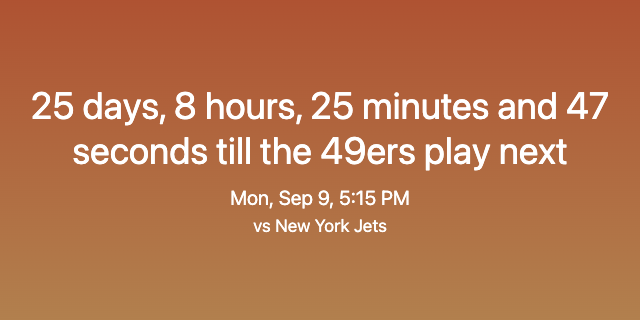 25 days, 8 hours, 25 minutes and 47
seconds till the 49ers play next
Mon, Sep 9, 5:15 PM
vs New York Jets